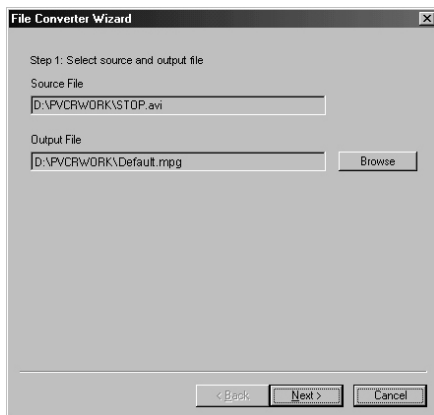 File Converter Wizard
Step 1: Select source and output file
Source File
D:\PVCRWORK\STOP.avi
Output File
D:\PVCRWORK\Default.mpg
Browse
< Back
Next >
Cancel